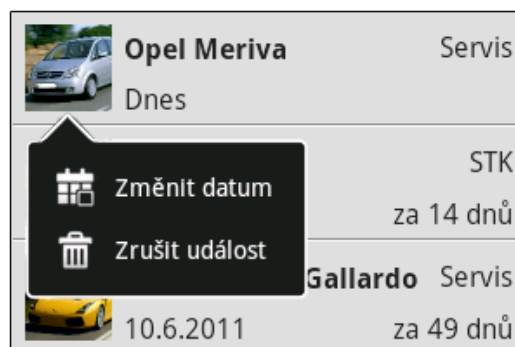 Opel Meriva Servis
Dnes
STK
Změnit datum
za 14 dnů
Zrušit událost
Gallardo Servis
10.6.2011 za 49 dnů